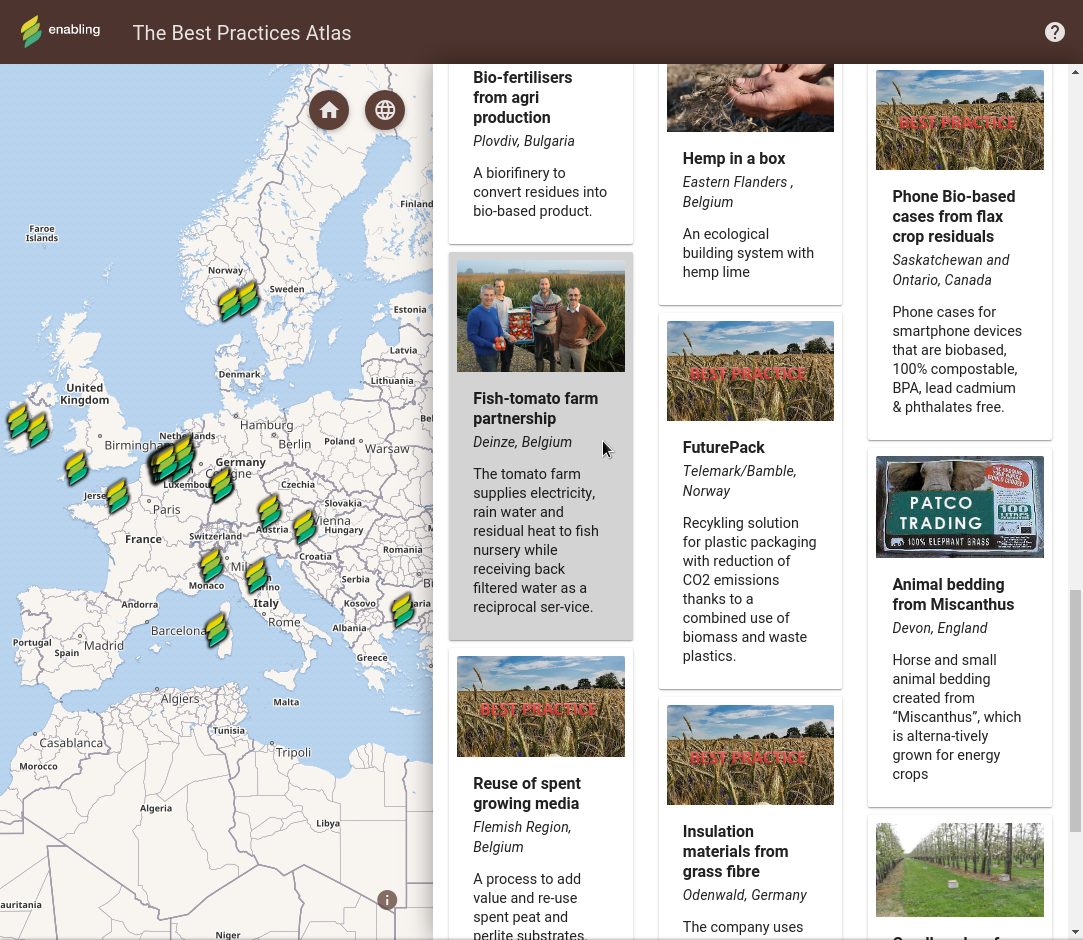 enabling
The Best Practices Atlas
Faroe
Islands
Finland
Norway
Sweden
Estonia
Latvia
Denmark
Lithuania
United
Kingdom
Hamburg
Netherlands
Birmingham
Berlin
Poland
Warsaw
Germany
Czechia
Jerse
Paris
Slovakia
Vienna
Austria
Hungary
France
Switzerland
Croatia
Romania
Monaco
Serbia
Andorra
Italy
Kosovo
Barcelona
Rome
Albania
Portugal
Madrid
Spain
Greece
Algiers
Malta
Tunisia
Casablanca
Tripoli
Morocco
Algeria
Libya
auritania
Niger
Bio-fertilisers
from agri
production
Plovdiv, Bulgaria
A biorifinery to
convert residues into
bio-based product.
Fish-tomato farm
partnership
Deinze, Belgium
The tomato farm
supplies electricity,
rain water and
residual heat to fish
nursery while
receiving back
filtered water as a
reciprocal ser-vice.
BEST PRACTICE
Reuse of spent
growing media
Flemish Region,
Belgium
A process to add
value and re-use
spent peat and
perlite substrates.
Hemp in a box
Eastern Flanders ,
Belgium
An ecological
building system with
hemp lime
BEST PRACTICE
FuturePack
Telemark/Bamble,
Norway
Recykling solution
for plastic packaging
with reduction of
CO2 emissions
thanks to a
combined use of
biomass and waste
plastics.
BEST PRACTICE
Insulation
materials from
grass fibre
Odenwald, Germany
The company uses
BEST PRACTICE
Phone Bio-based
cases from flax
crop residuals
Saskatchewan and
Ontario, Canada
Phone cases for
smartphone devices
that are biobased,
100% compostable,
BPA, lead cadmium
& phthalates free.
PATCO
TRADING
100
100% ELEPHANT GRASS
Animal bedding
from Miscanthus
Devon, England
Horse and small
animal bedding
created from
“Miscanthus”, which
is alterna-tively
grown for energy
crops